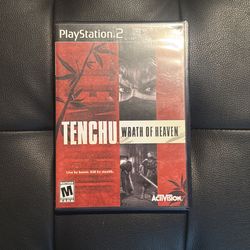 PlayStation.2
TENCHU
WRATH OF HEAVEN
Live by honor. Kill by stealth.
M
ACTIVISION